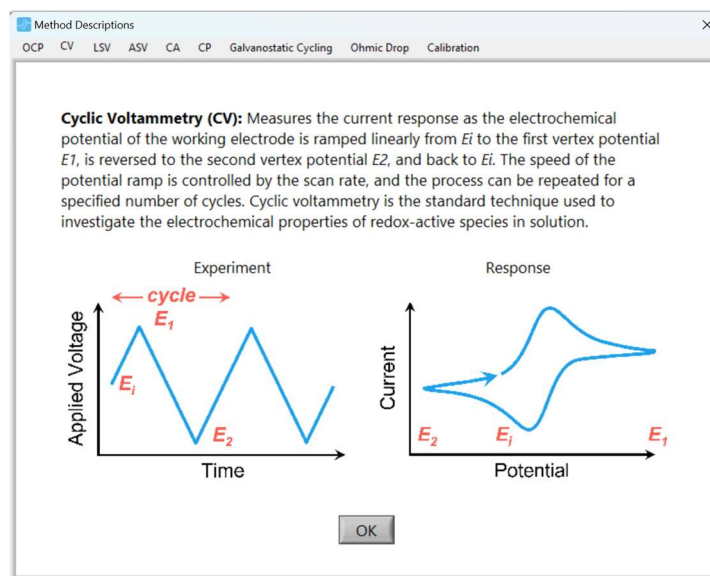 Method Descriptions
OCP CV LSV ASV CA CP Galvanostatic Cycling Ohmic Drop Calibration
Cyclic Voltammetry (CV): Measures the current response as the electrochemical
potential of the working electrode is ramped linearly from Ei to the first vertex potential
E1, is reversed to the second vertex potential E2, and back to Ei. The speed of the
potential ramp is controlled by the scan rate, and the process can be repeated for a
specified number of cycles. Cyclic voltammetry is the standard technique used to
investigate the electrochemical properties of redox-active species in solution.
Experiment
cycle
E1
Ei
E2
Applied Voltage
Time
Response
Current
E2 Ei E1
Potential
OK